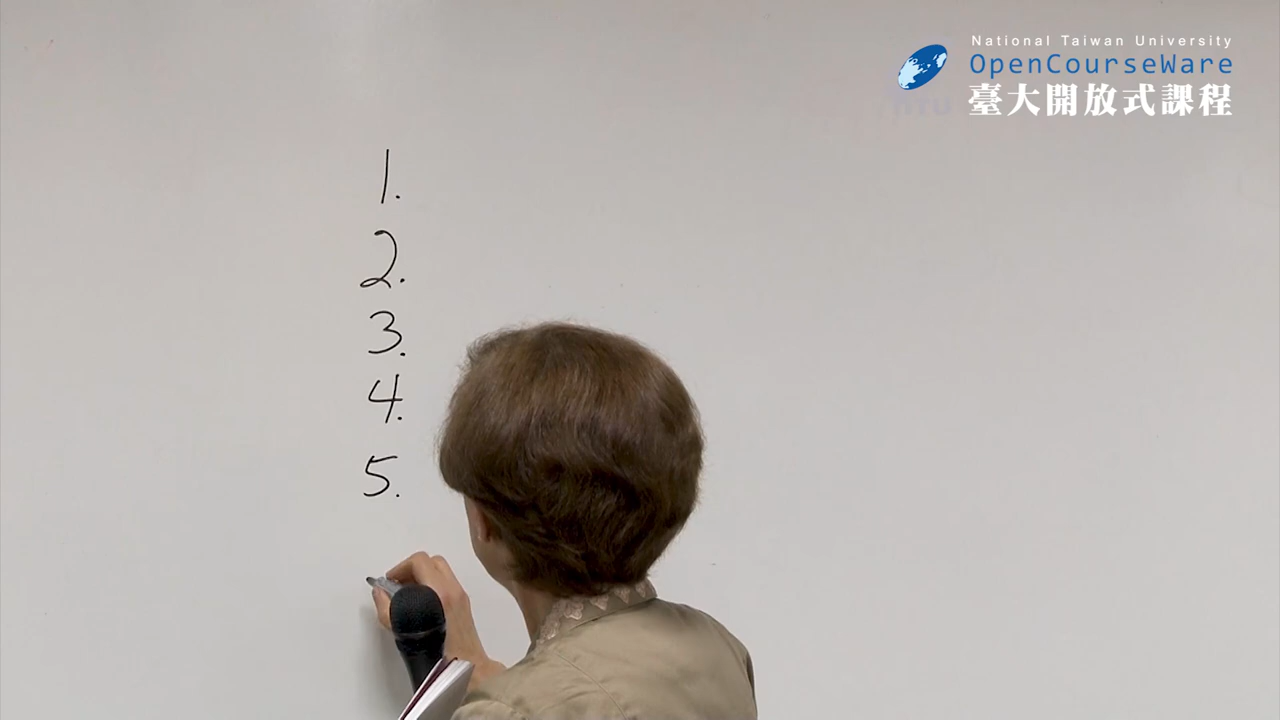 National Taiwan University
OpenCourseWare
臺大開放式課程
1.
2.
3.
4.
5.